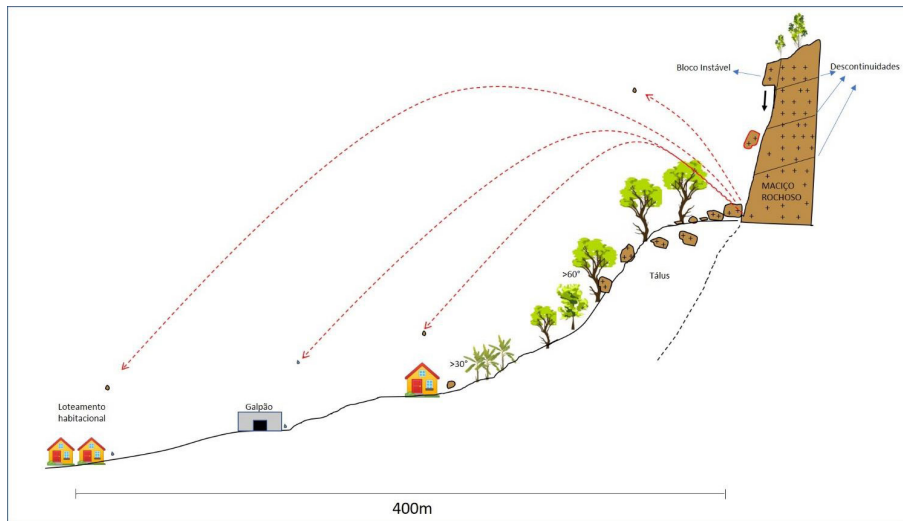 Bloco Instável
Descontinuidades
MACIÇO
ROCHOSO
>60°
Tálus
>30°
Loteamento
habitacional
Galpão
400m